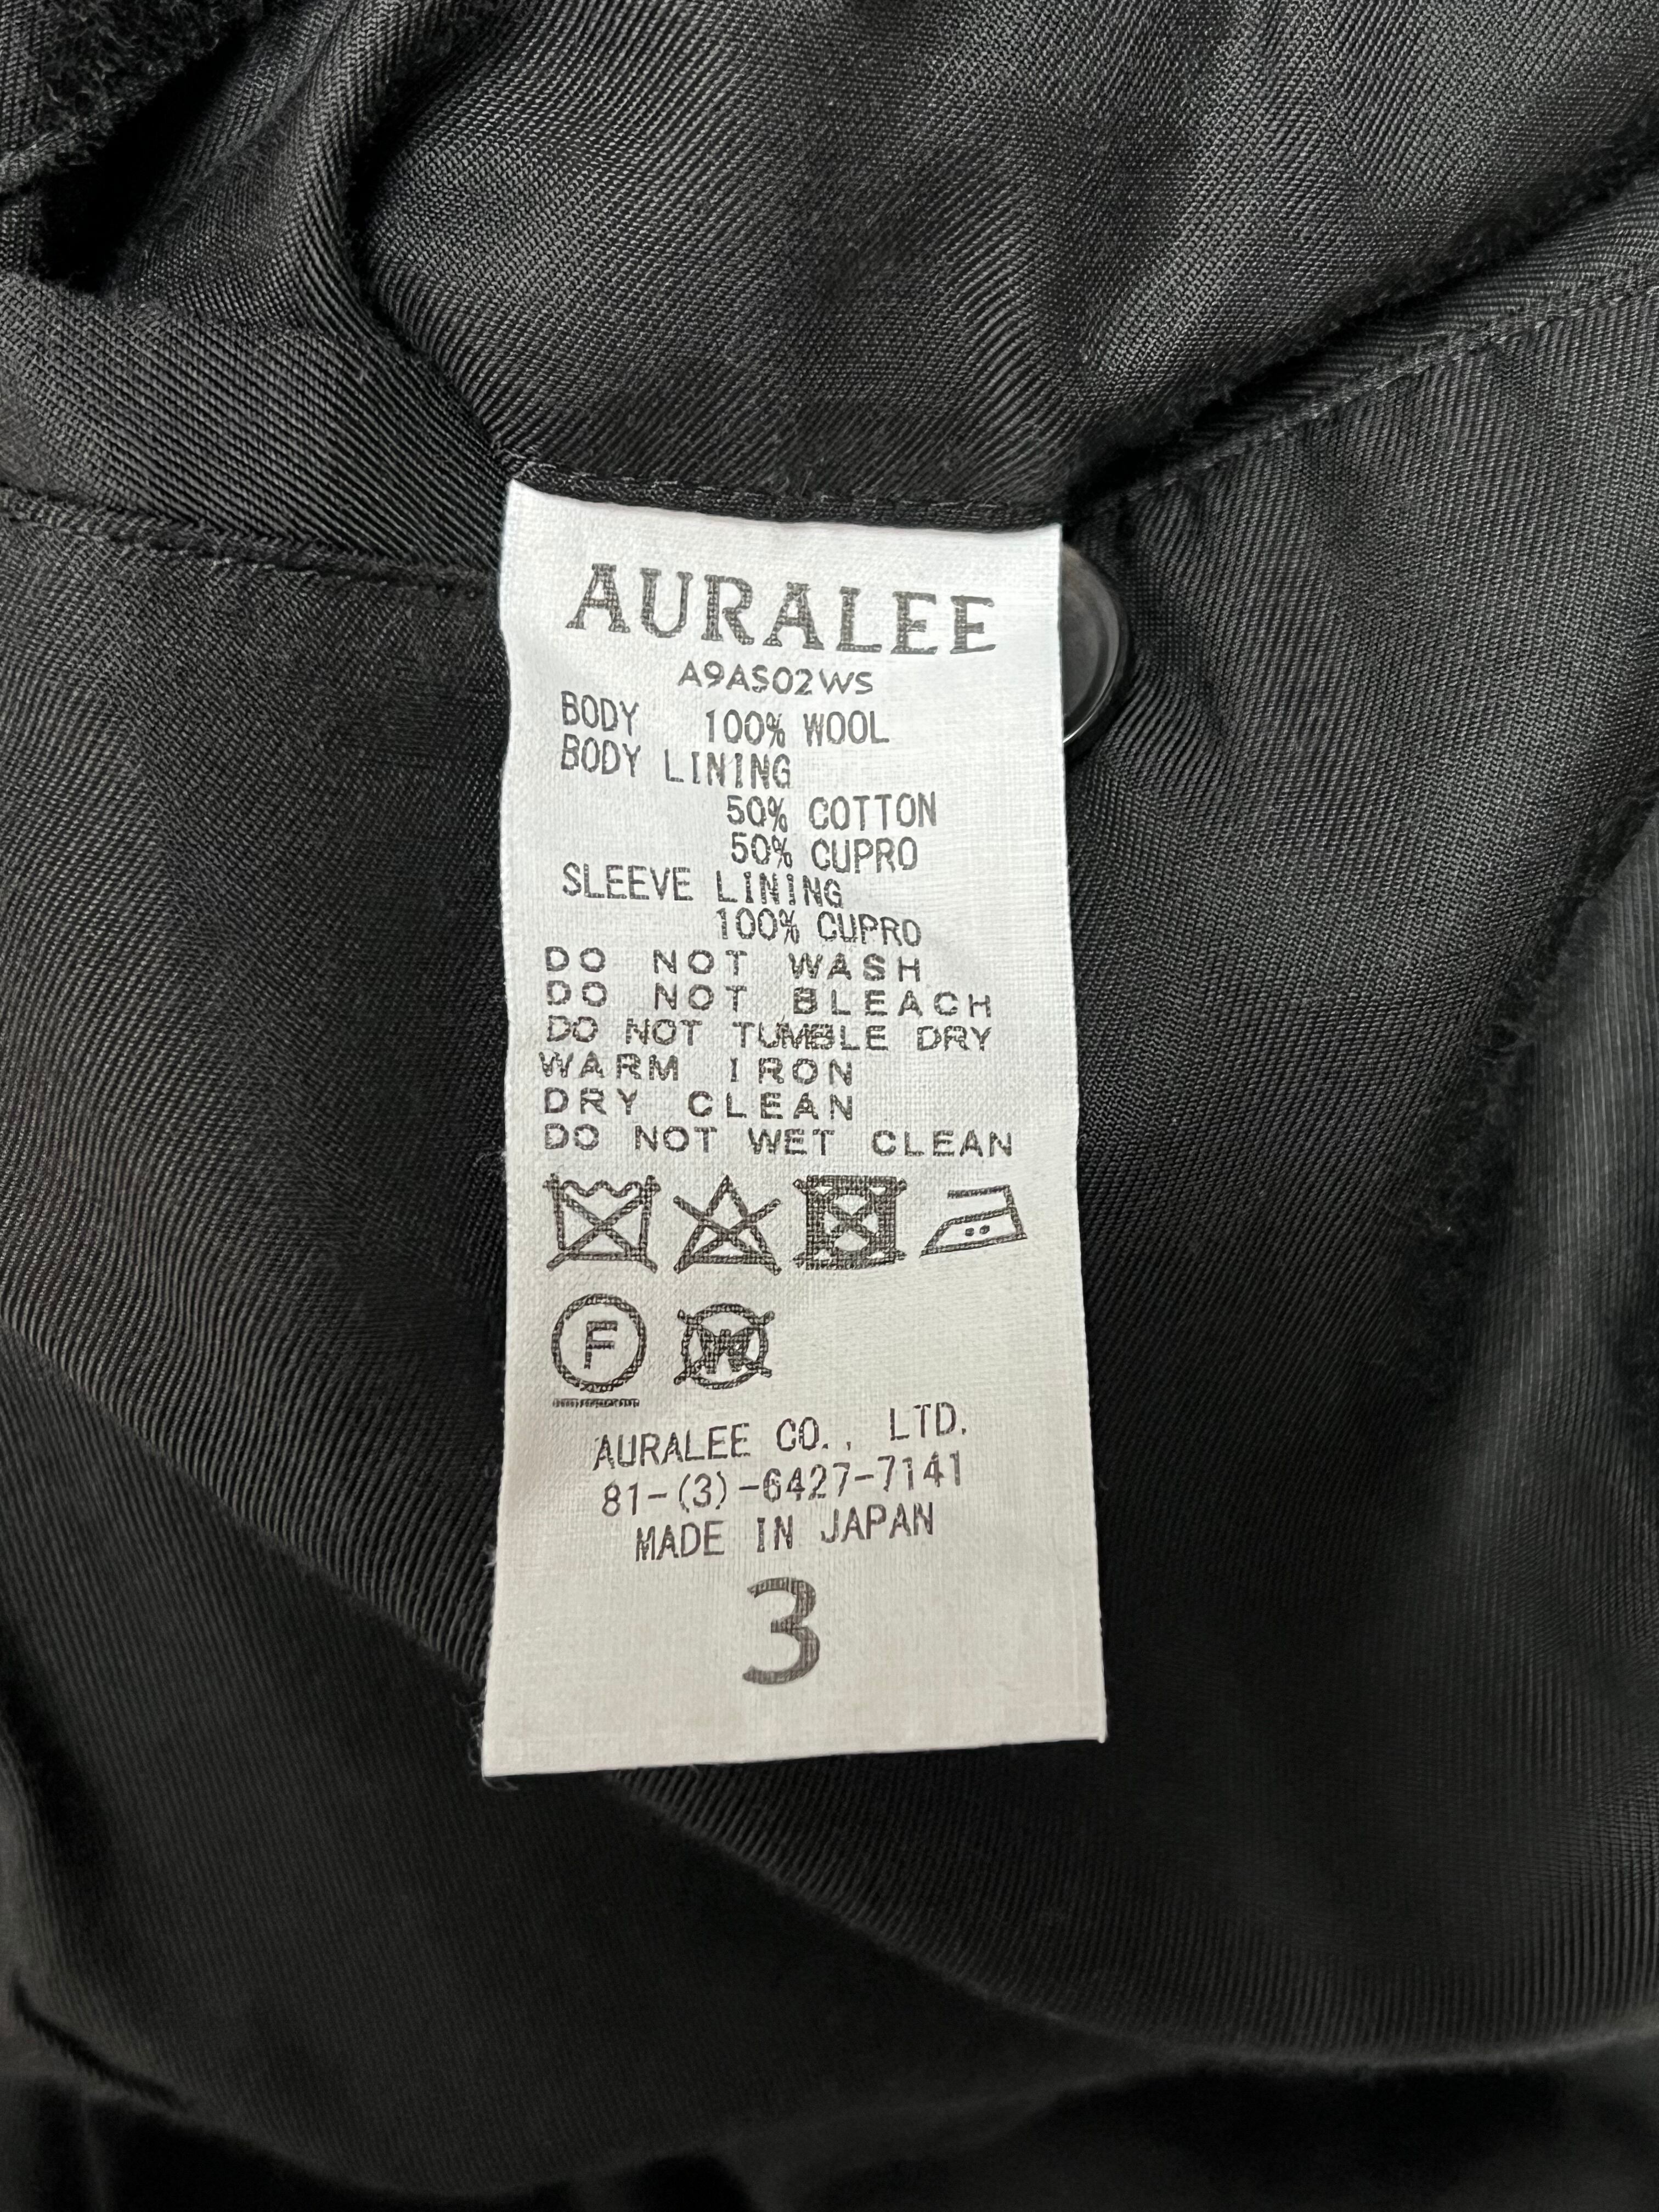 AURALEE
A9AS02WS
BODY 100% WOOL
BODY LINING
50% COTTON
50% CUPRO
SLEEVE LINING
100% CUPRO
DO NOT WASH
DO NOT BLEACH
DO NOT TUMBLE DRY
WARM IRON
DRY CLEAN
DO NOT WET CLEAN
F W
AURALEE CO., LTD.
81-(3)-6427-7141
MADE IN JAPAN
3